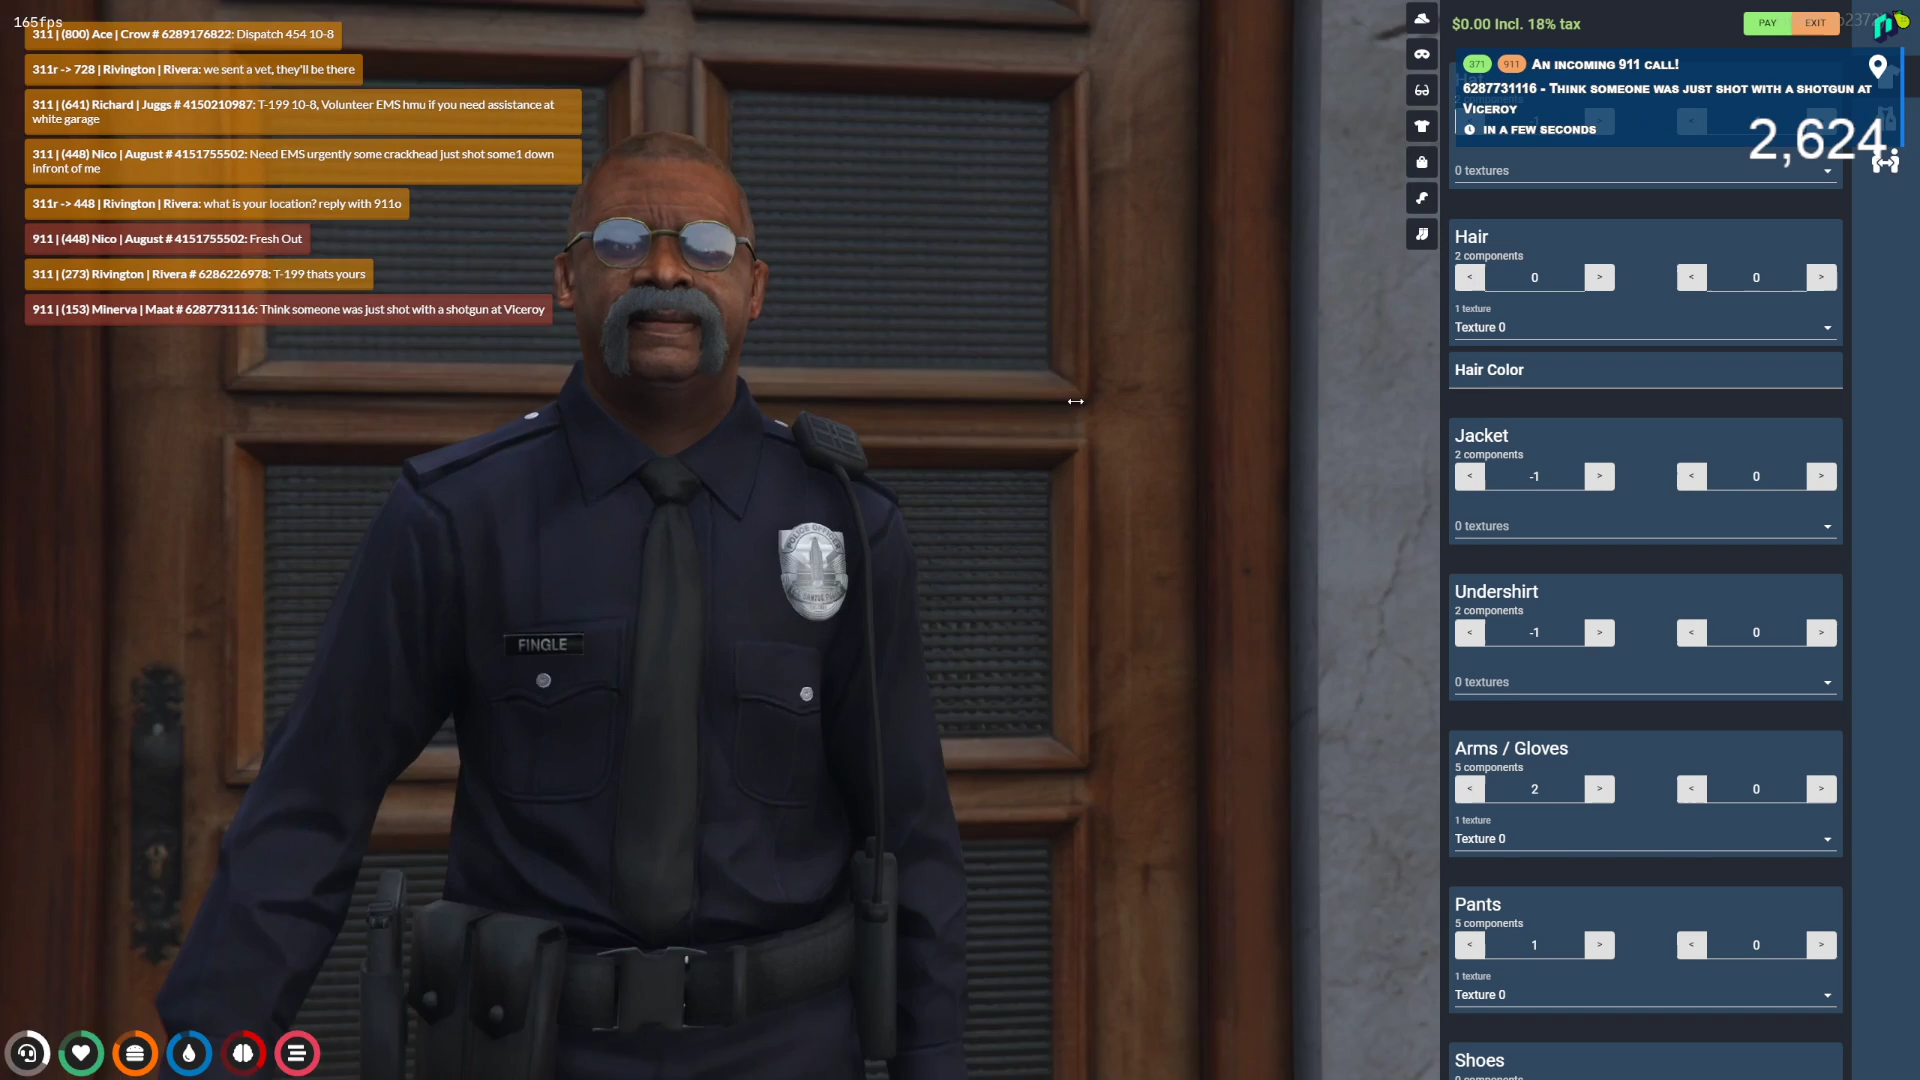 165fps
311 | (800) Ace | Crow # 6289176822: Dispatch 454 10-8
311r -> 728 | Rivington | Rivera: we sent a vet, they'll be there
311 | (641) Richard | Juggs # 4150210987: T-199 10-8, Volunteer EMS hmu if you need assistance at
white garage
311 | (448) Nico | August # 4151755502: Need EMS urgently some crackhead just shot some1 down
infront of me
311r -> 448 | Rivington | Rivera: what is your location? reply with 911o
911 | (448) Nico | August # 4151755502: Fresh Out
311 | (273) Rivington | Rivera # 6286226978: T-199 thats yours
911 | (153) Minerva | Maat # 6287731116: Think someone was just shot with a shotgun at Viceroy
POLICE OFFICER
FINGLE
$0.00 Incl. 18% tax
PAY
EXIT
371
911
AN INCOMING 911 CALL!
6287731116 - THINK SOMEONE WAS JUST SHOT WITH A SHOTGUN AT
VICEROY
IN A FEW SECONDS
2,624
Hat
2 components
< -1 > <
0 textures
Hair
2 components
< 0 > < 0 >
1 texture
Texture 0
Hair Color
Jacket
2 components
< -1 > < 0 >
0 textures
Undershirt
2 components
< -1 > < 0 >
0 textures
Arms / Gloves
5 components
< 2 > < 0 >
1 texture
Texture 0
Pants
5 components
< 1 > < 0 >
1 texture
Texture 0
Shoes